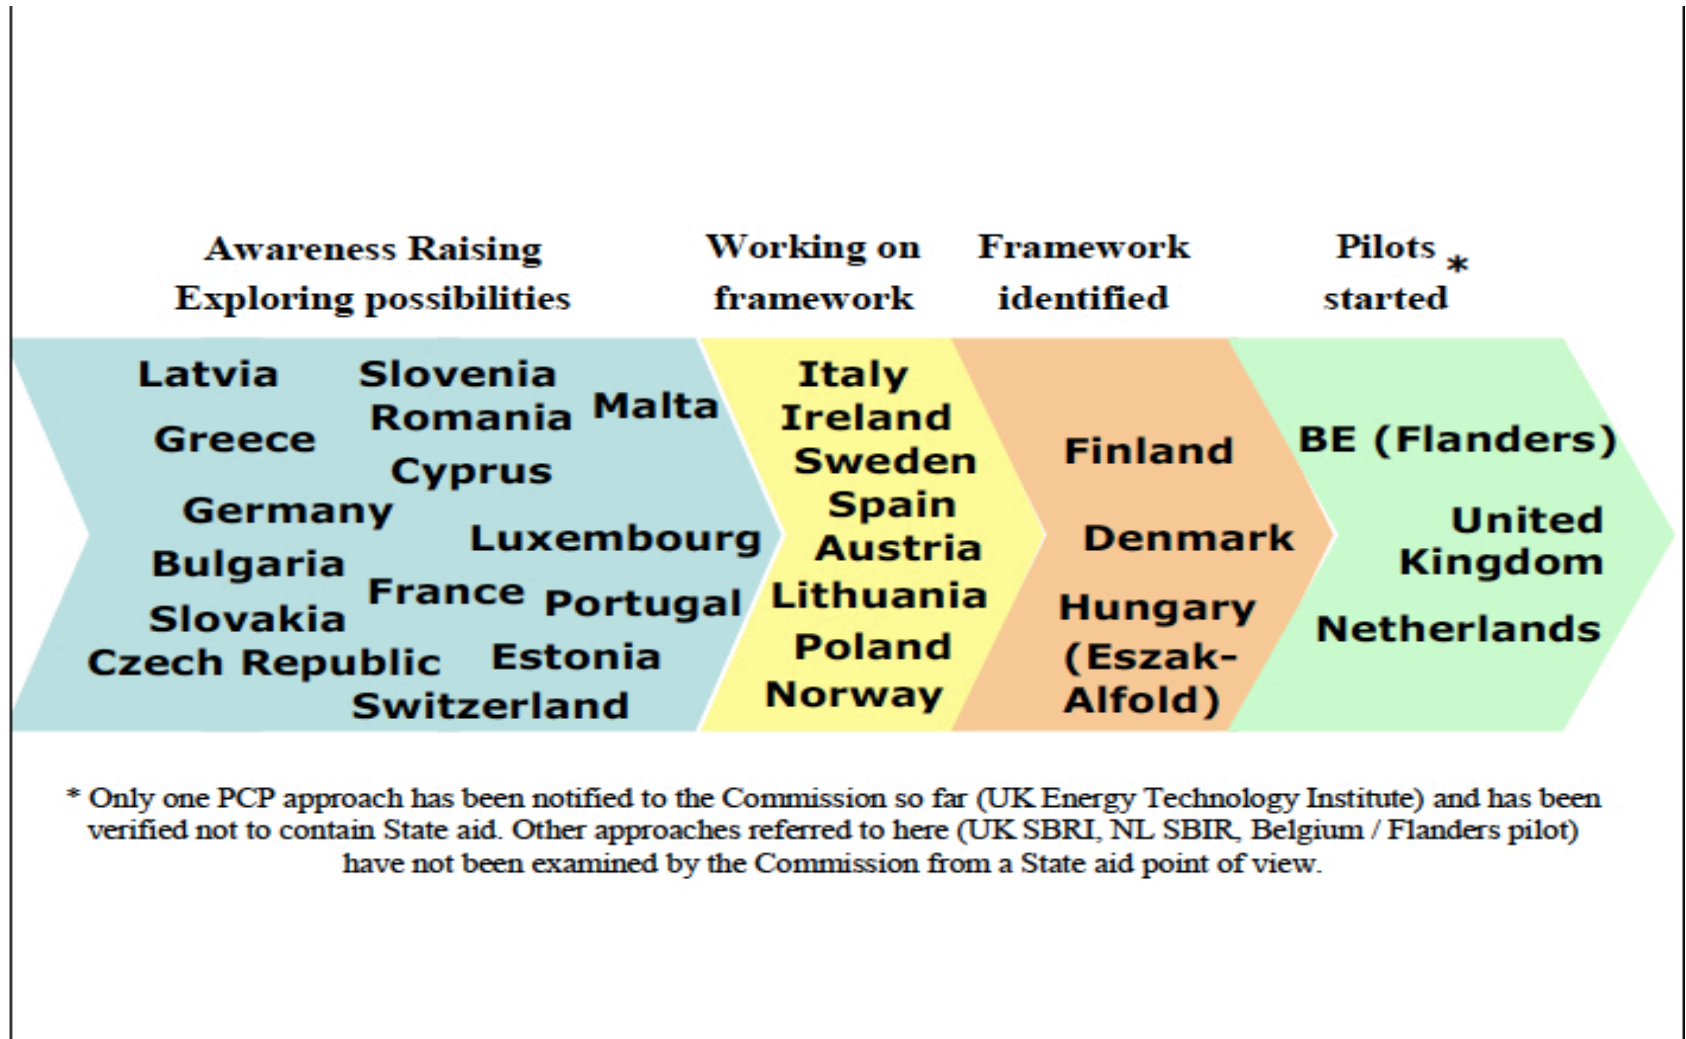 Awareness Raising
Exploring possibilities
Working on
framework
Framework
identified
Pilots *
started
Latvia
Slovenia
Malta
Romania
Greece
Cyprus
Germany
Luxembourg
Bulgaria
France
Portugal
Slovakia
Czech Republic
Estonia
Switzerland
Italy
Ireland
Sweden
Spain
Austria
Lithuania
Poland
Norway
Finland
Denmark
Hungary
(Eszak-
Alfold)
BE (Flanders)
United
Kingdom
Netherlands
* Only one PCP approach has been notified to the Commission so far (UK Energy Technology Institute) and has been
verified not to contain State aid. Other approaches referred to here (UK SBRI, NL SBIR, Belgium / Flanders pilot)
have not been examined by the Commission from a State aid point of view.